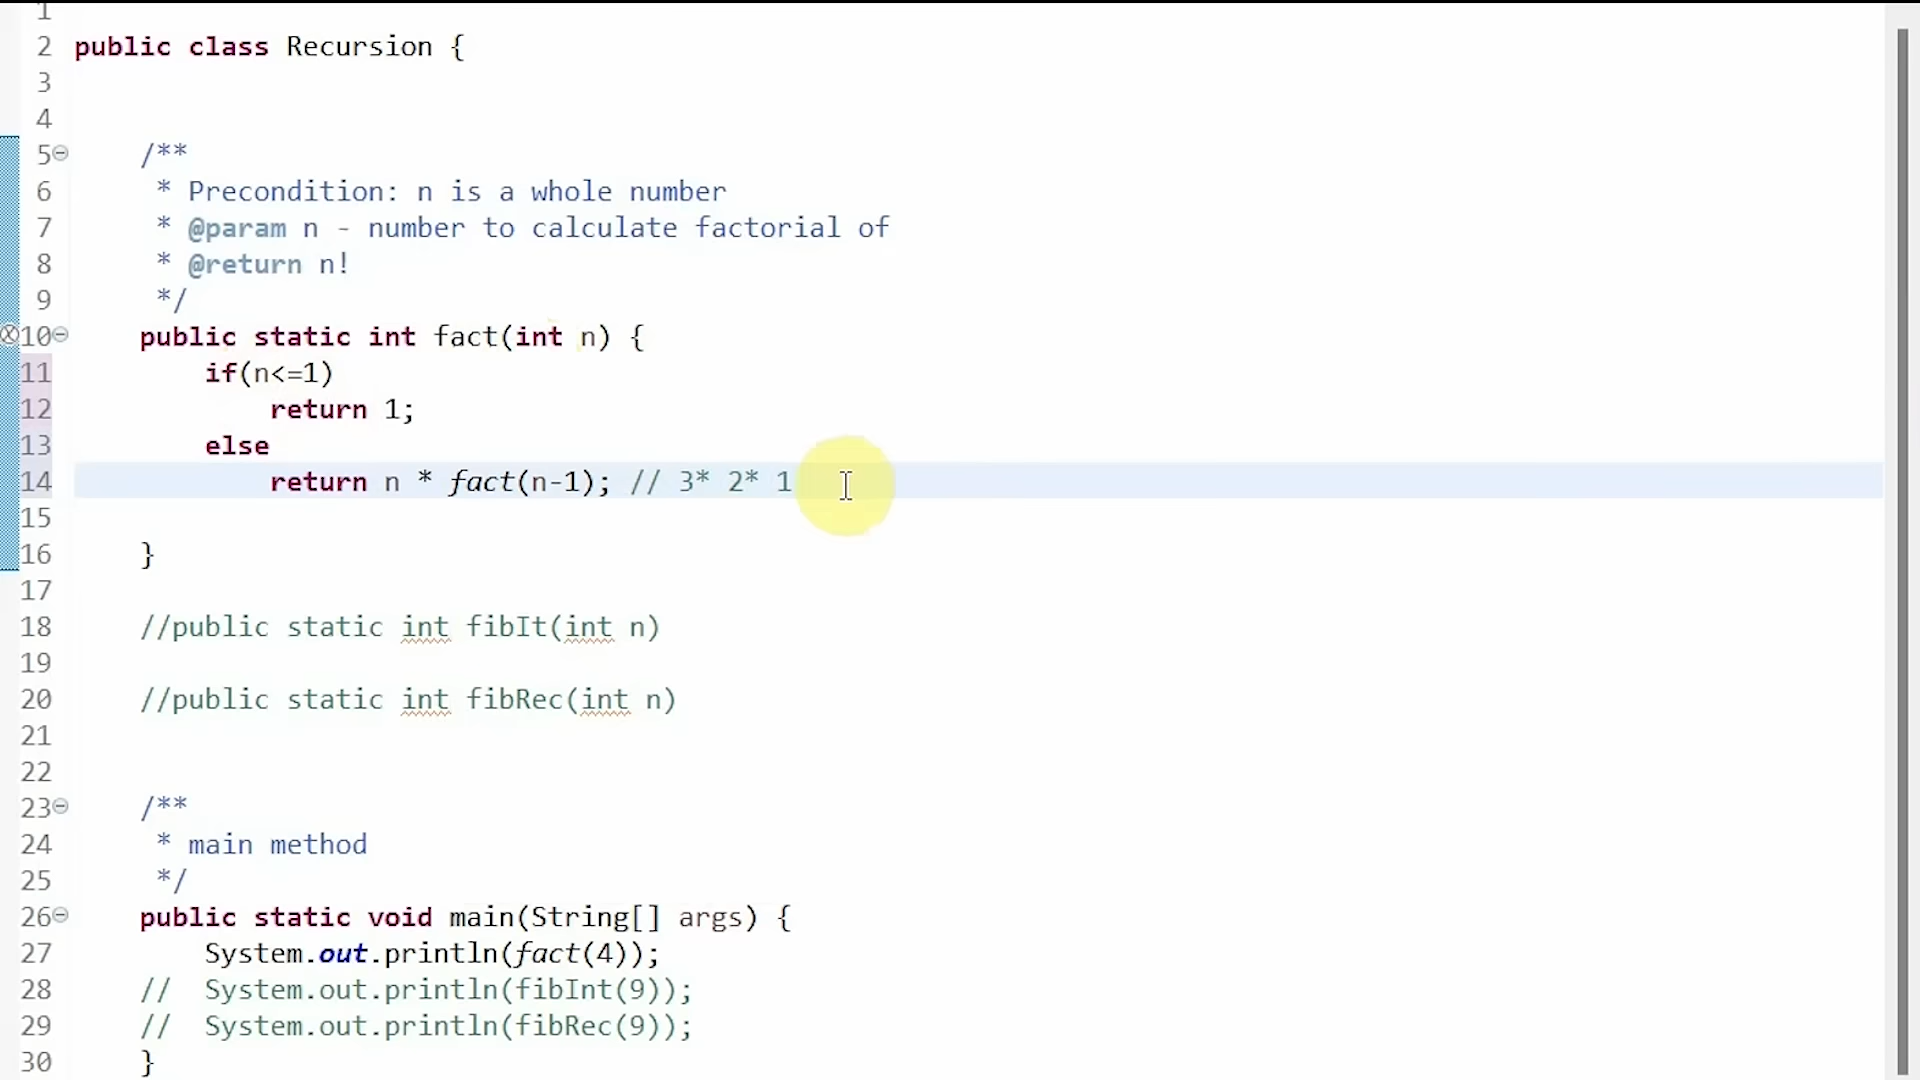 1
2 public class Recursion {
3
4
5 /**
6 * Precondition: n is a whole number
7 * @param n - number to calculate factorial of
8 * @return n!
9 */
10 public static int fact(int n) {
11 if(n<=1)
12 return 1;
13 else
14 return n * fact(n-1); // 3* 2* 1
15
16 }
17
18 //public static int fibIt(int n)
19
20 //public static int fibRec(int n)
21
22
23 /**
24 * main method
25 */
26 public static void main(String[] args) {
27 System.out.println(fact(4));
28 // System.out.println(fibInt(9));
29 // System.out.println(fibRec(9));
30 }